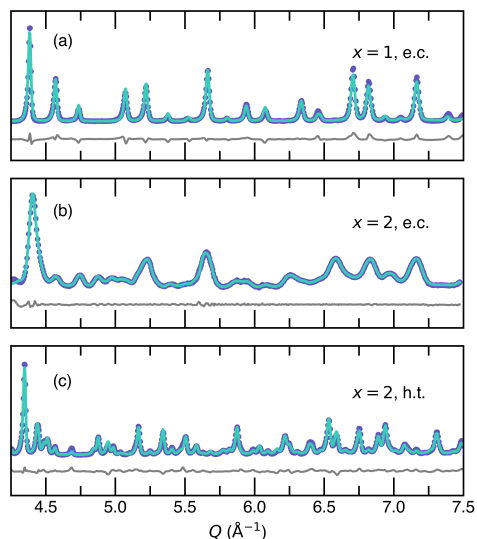 (a)
x = 1, e.c.
(b)
x = 2, e.c.
(c)
x = 2, h.t.
4.5 5.0 5.5 6.0 6.5 7.0 7.5
Q (Å⁻¹)